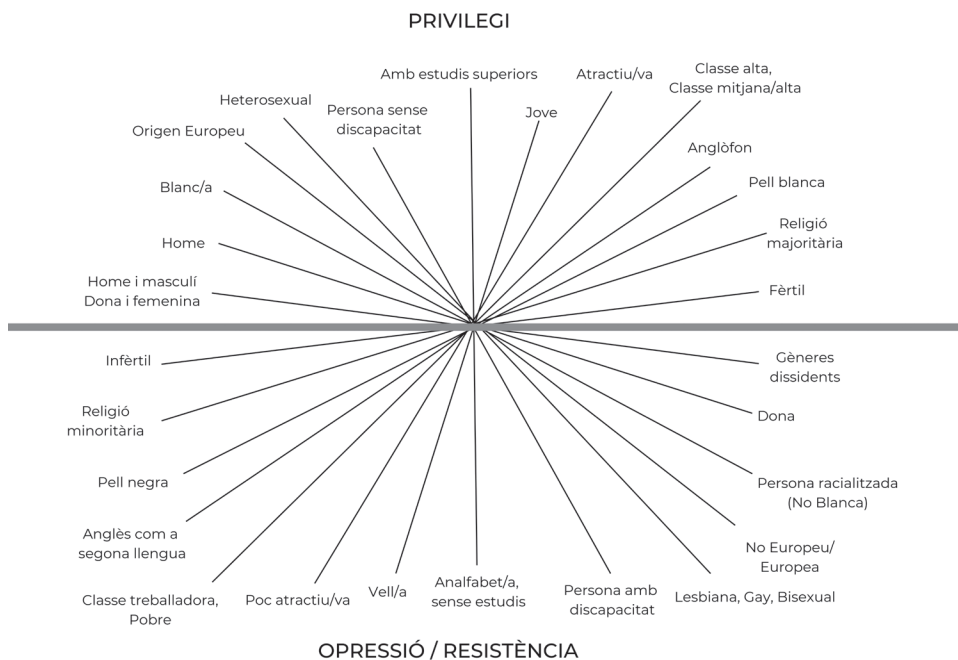 PRIVILEGI
Amb estudis superiors
Atractiu/va
Classe alta,
Classe mitjana/alta
Heterosexual
Persona sense
discapacitat
Jove
Origen Europeu
Anglòfon
Blanc/a
Pell blanca
Home
Religió
majoritària
Home i masculí
Dona i femenina
Fèrtil
Infèrtil
Gèneres
dissidents
Religió
minoritària
Dona
Pell negra
Persona racialitzada
(No Blanca)
Anglès com a
segona llengua
No Europeu/
Europea
Classe treballadora,
Pobre
Poc atractiu/va
Vell/a
Analfabet/a,
sense estudis
Persona amb
discapacitat
Lesbiana, Gay, Bisexual
OPRESSIÓ / RESISTÈNCIA